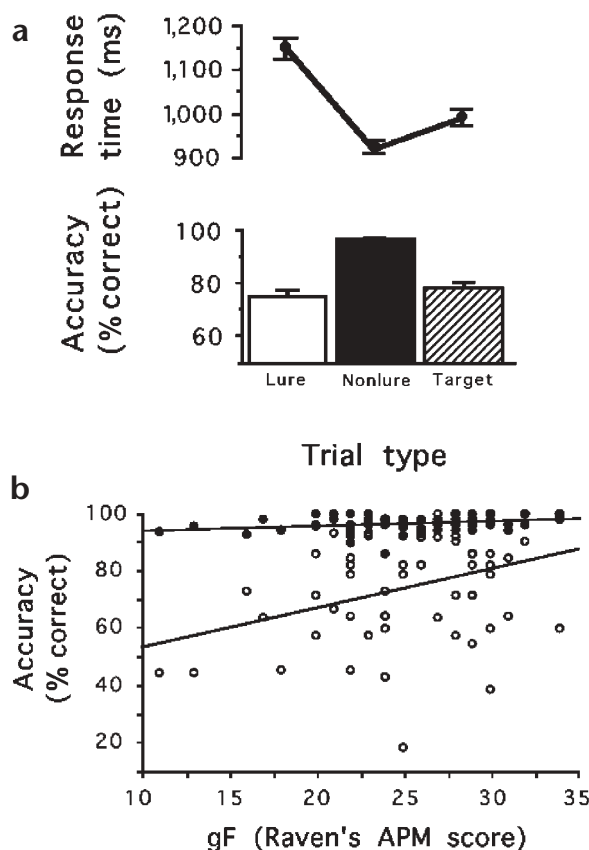 a
Response
time (ms)
1,200
1,100
1,000
900
Accuracy
(% correct)
100
80
60
Lure Nonlure Target
Trial type
b
Accuracy
(% correct)
100
80
60
40
20
10 15 20 25 30 35
gF (Raven's APM score)